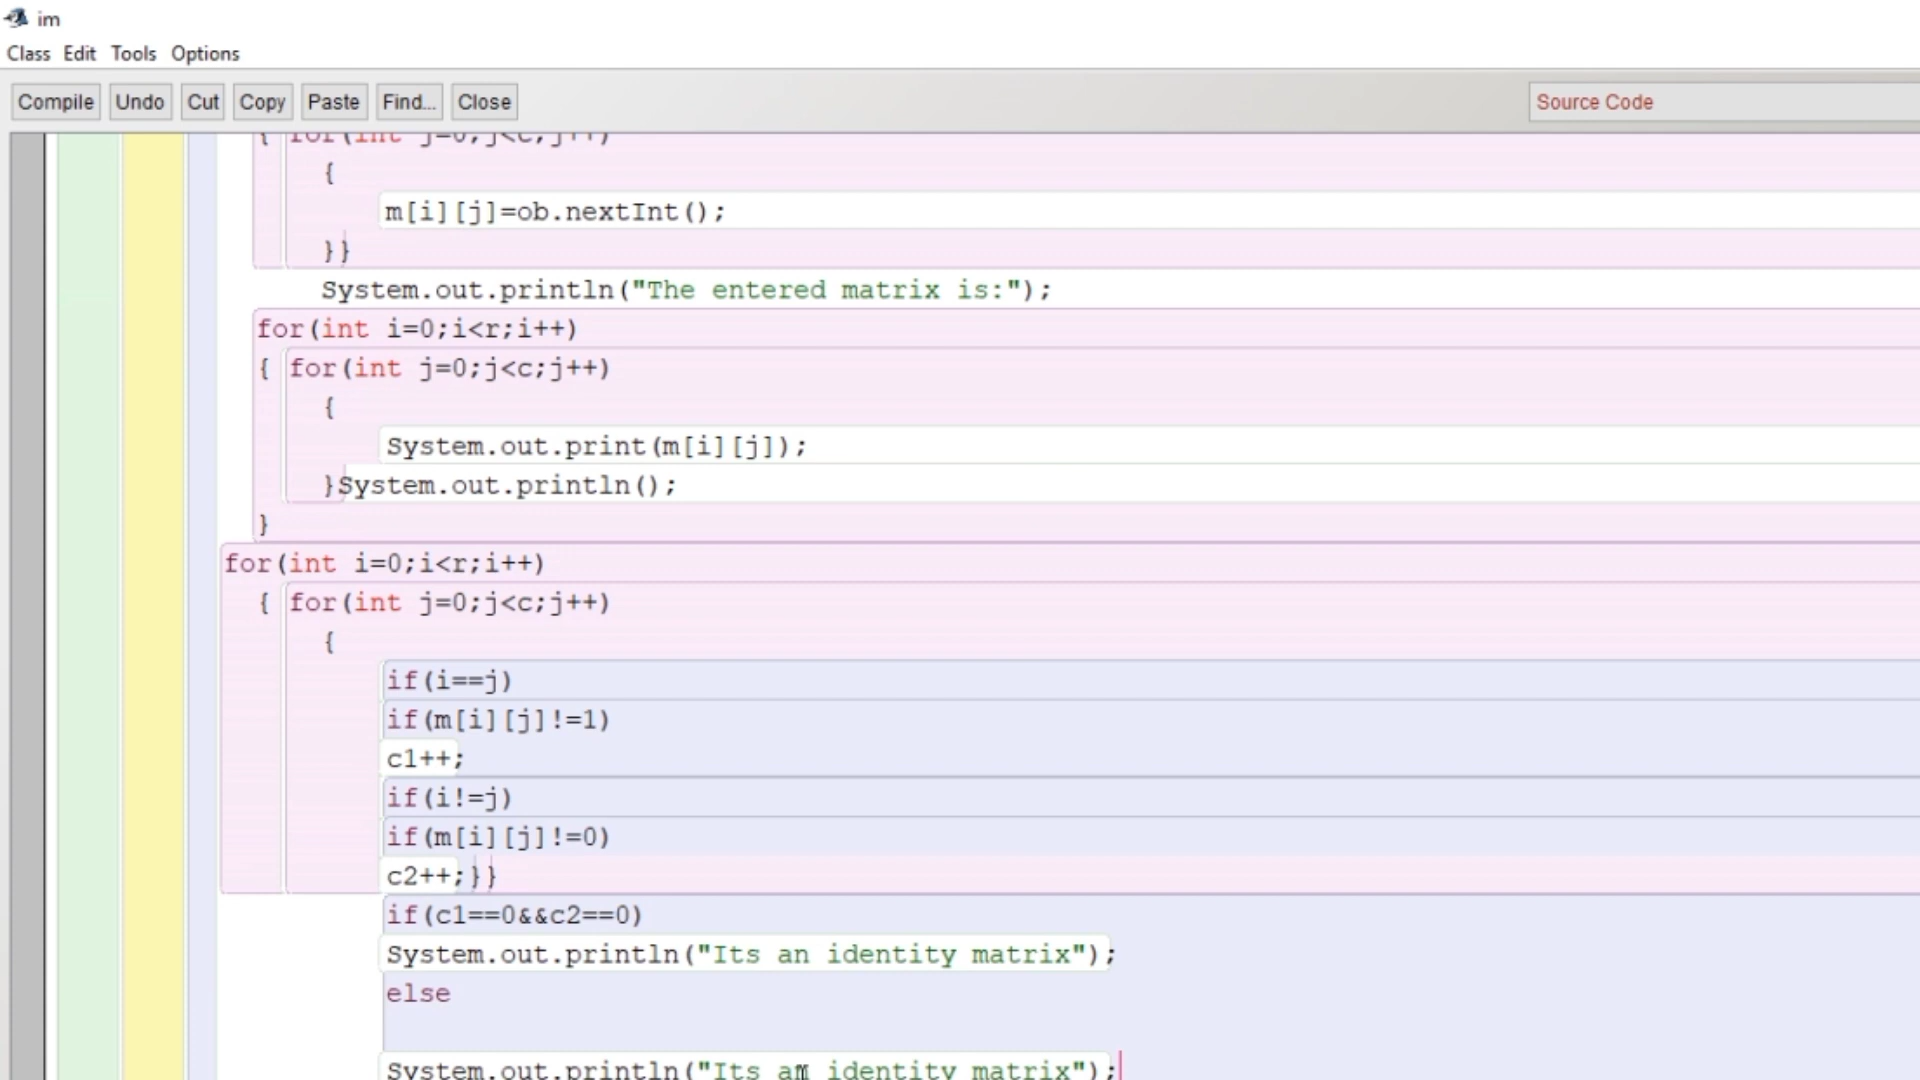 im
Class Edit Tools Options
Compile Undo Cut Copy Paste Find... Close Source Code
{ for(int j=0;j<c;j++)
{
m[i][j]=ob.nextInt();
}}
System.out.println("The entered matrix is:");
for(int i=0;i<r;i++)
{ for(int j=0;j<c;j++)
{
System.out.print(m[i][j]);
}System.out.println();
}
for(int i=0;i<r;i++)
{ for(int j=0;j<c;j++)
{
if(i==j)
if(m[i][j]!=1)
c1++;
if(i!=j)
if(m[i][j]!=0)
c2++;}}
if(c1==0&&c2==0)
System.out.println("Its an identity matrix");
else
System.out.println("Its an identity matrix");